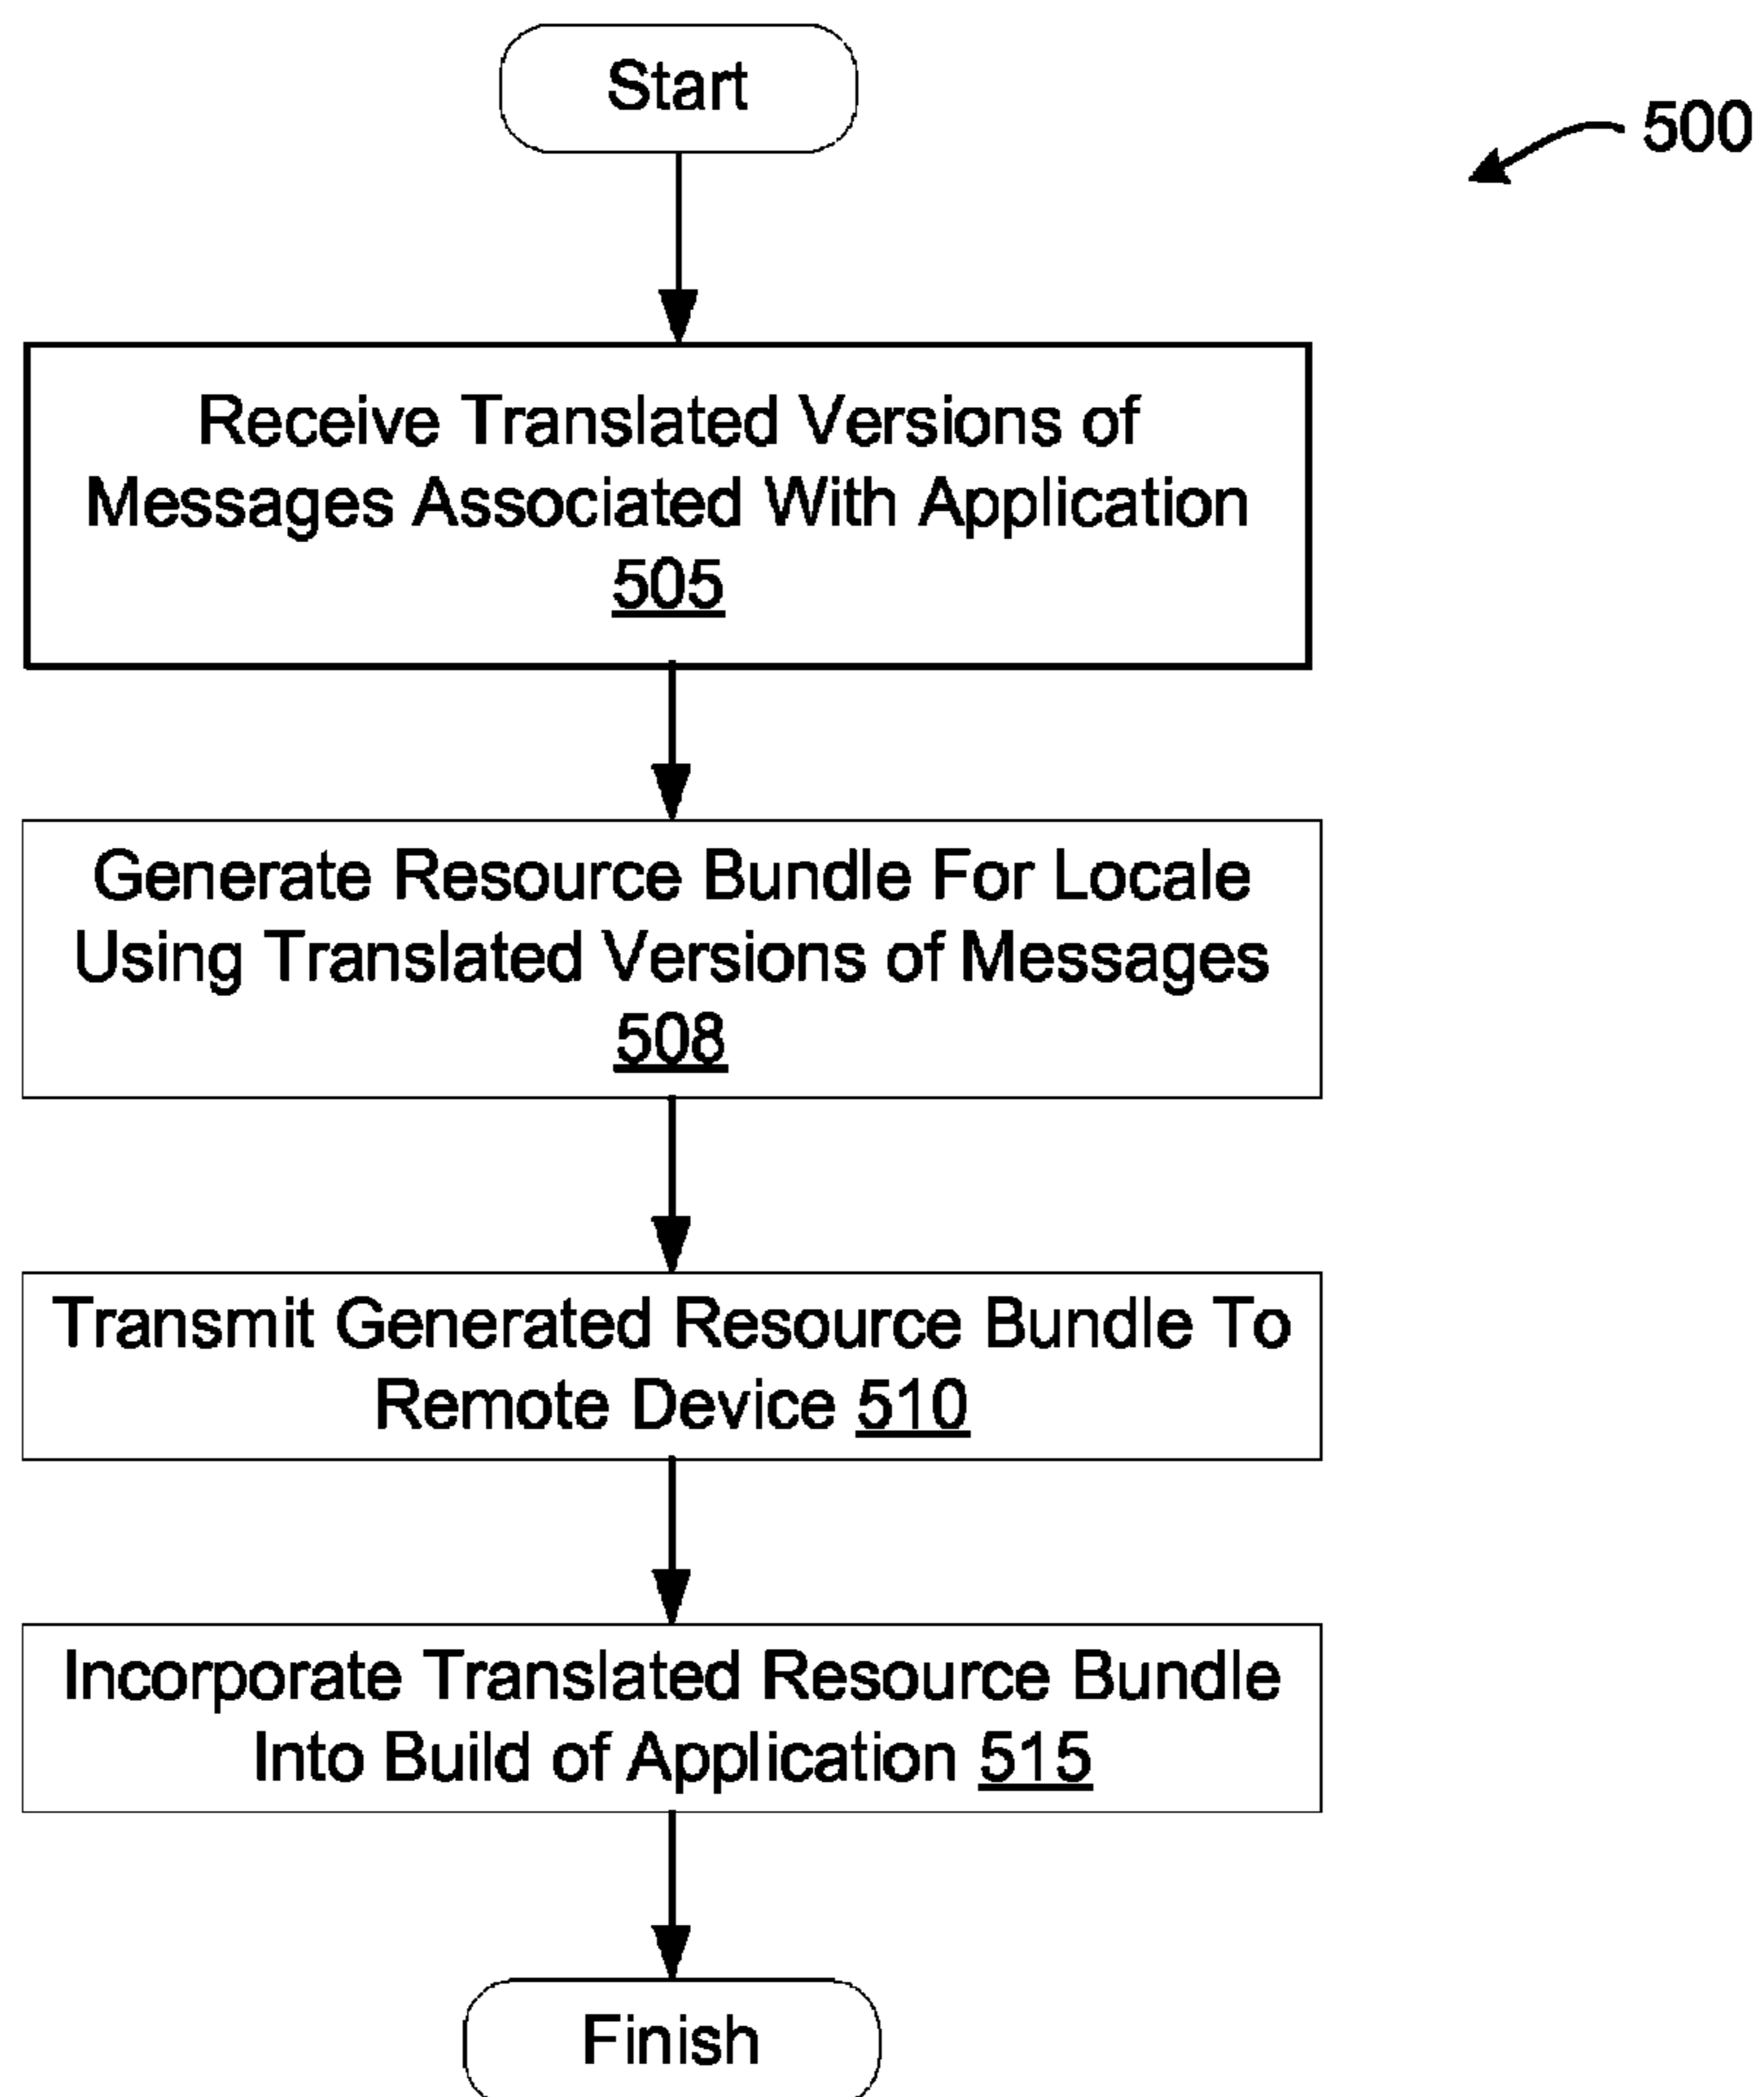 Start
500
Receive Translated Versions of
Messages Associated With Application
505
Generate Resource Bundle For Locale
Using Translated Versions of Messages
508
Transmit Generated Resource Bundle To
Remote Device 510
Incorporate Translated Resource Bundle
Into Build of Application 515
Finish